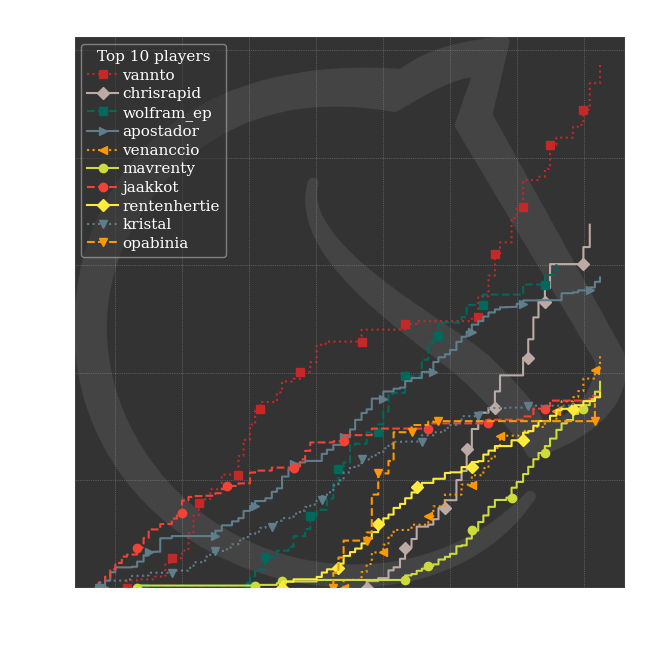 Top 10 players
vannto
chrisrapid
wolfram_ep
apostador
venanccio
mavrenty
jaakkot
rentenhertie
kristal
opabinia